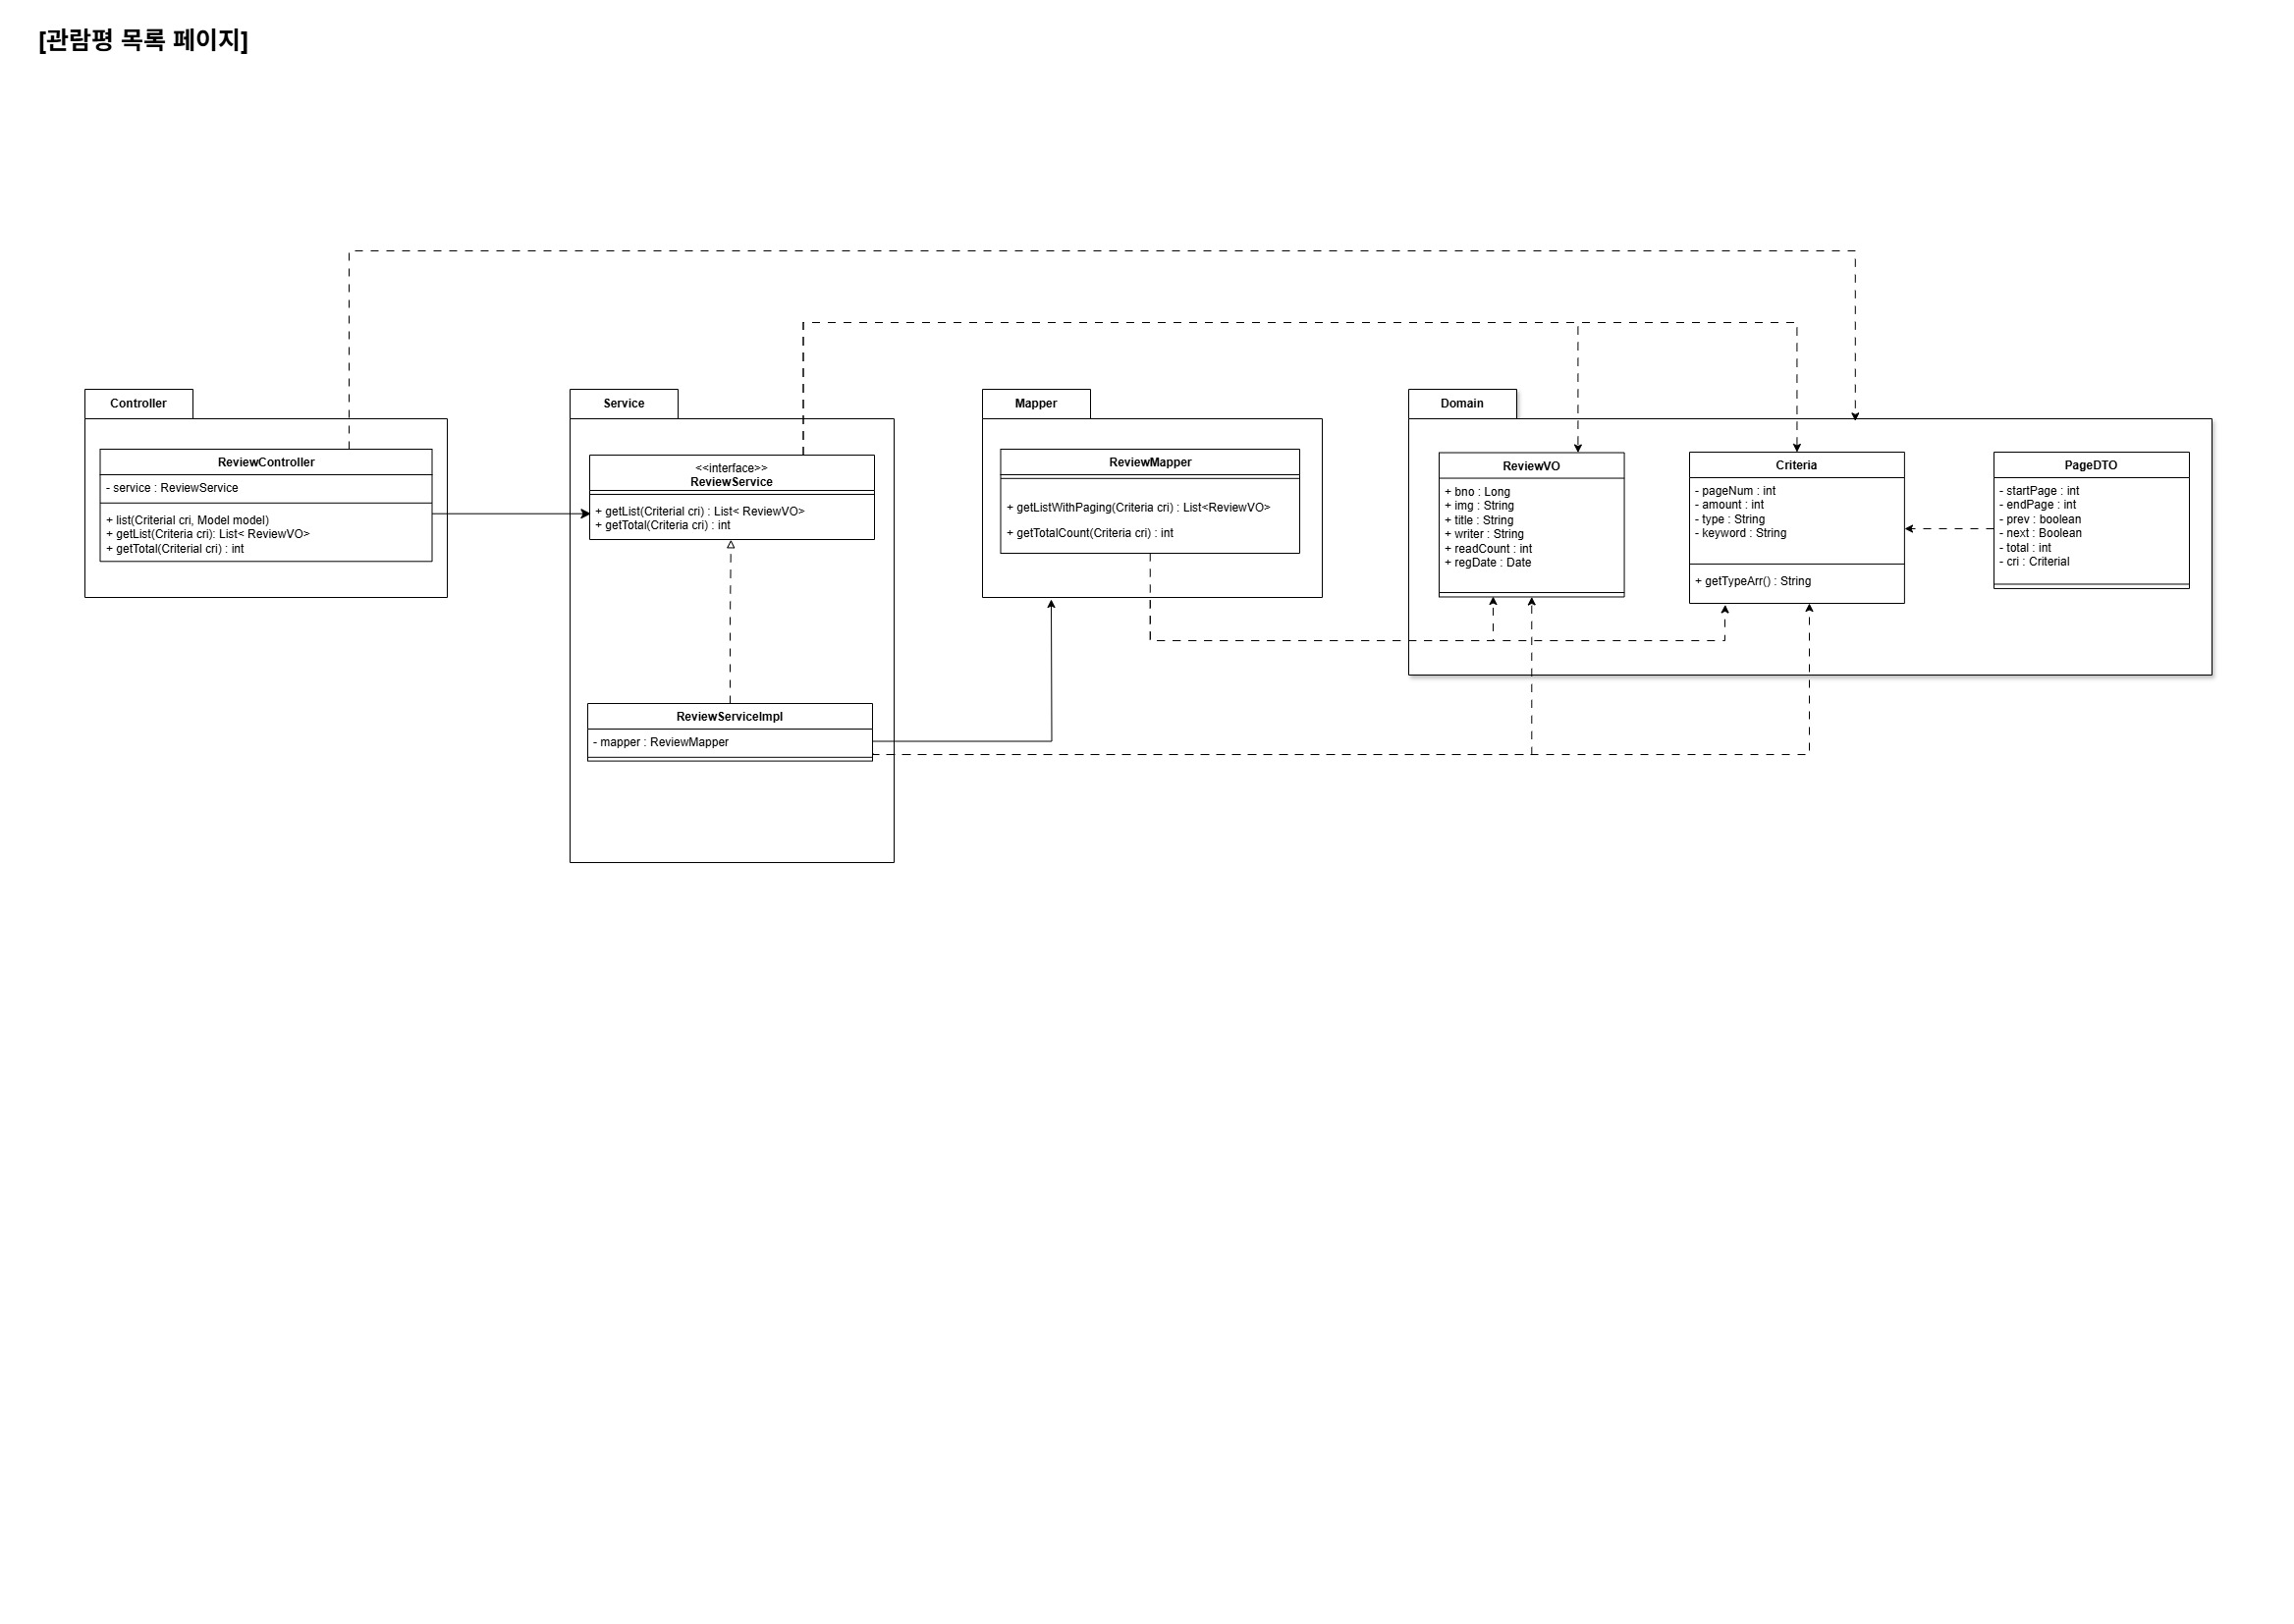 [관람평 목록 페이지]
Controller
ReviewController
- service : ReviewService
+ list(Criterial cri, Model model)
+ getList(Criteria cri): List< ReviewVO>
+ getTotal(Criterial cri) : int
Service
<<interface>>
ReviewService
+ getList(Criterial cri) : List< ReviewVO>
+ getTotal(Criteria cri) : int
ReviewServiceImpl
- mapper : ReviewMapper
Mapper
ReviewMapper
+ getListWithPaging(Criteria cri) : List<ReviewVO>
+ getTotalCount(Criteria cri) : int
Domain
ReviewVO
+ bno : Long
+ img : String
+ title : String
+ writer : String
+ readCount : int
+ regDate : Date
Criteria
- pageNum : int
- amount : int
- type : String
- keyword : String
+ getTypeArr() : String
PageDTO
- startPage : int
- endPage : int
- prev : boolean
- next : Boolean
- total : int
- cri : Criterial